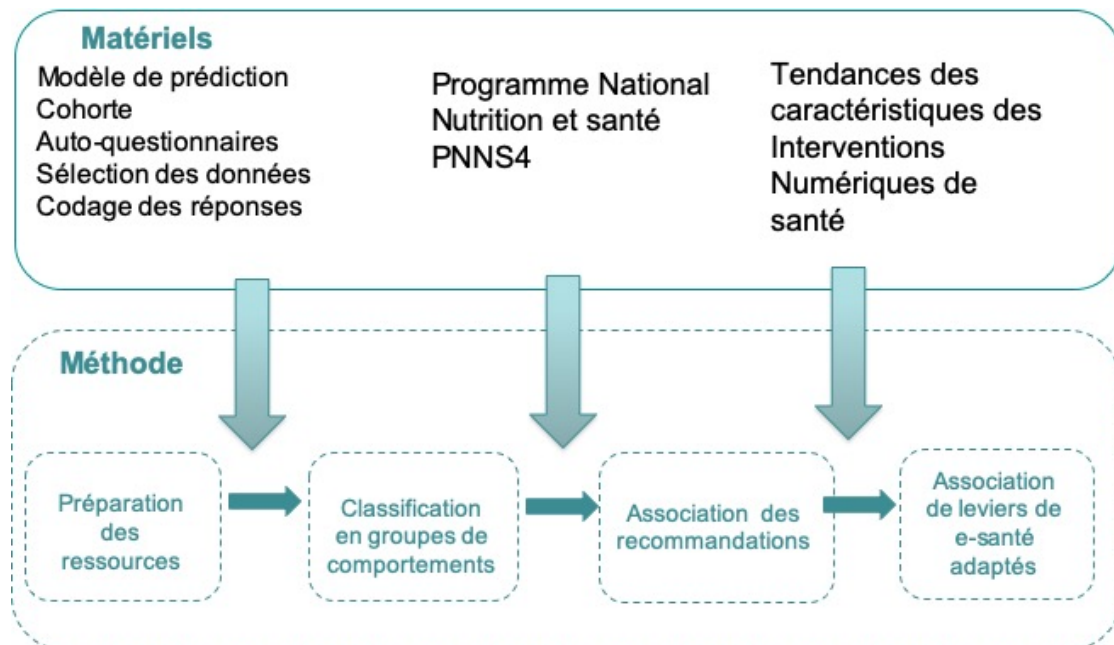 Matériels
Modèle de prédiction
Cohorte
Auto-questionnaires
Sélection des données
Codage des réponses
Programme National
Nutrition et santé
PNNS4
Tendances des
caractéristiques des
Interventions
Numériques de
santé
Méthode
Préparation
des
ressources
Classification
en groupes de
comportements
Association des
recommandations
Association
de leviers de
e-santé
adaptés